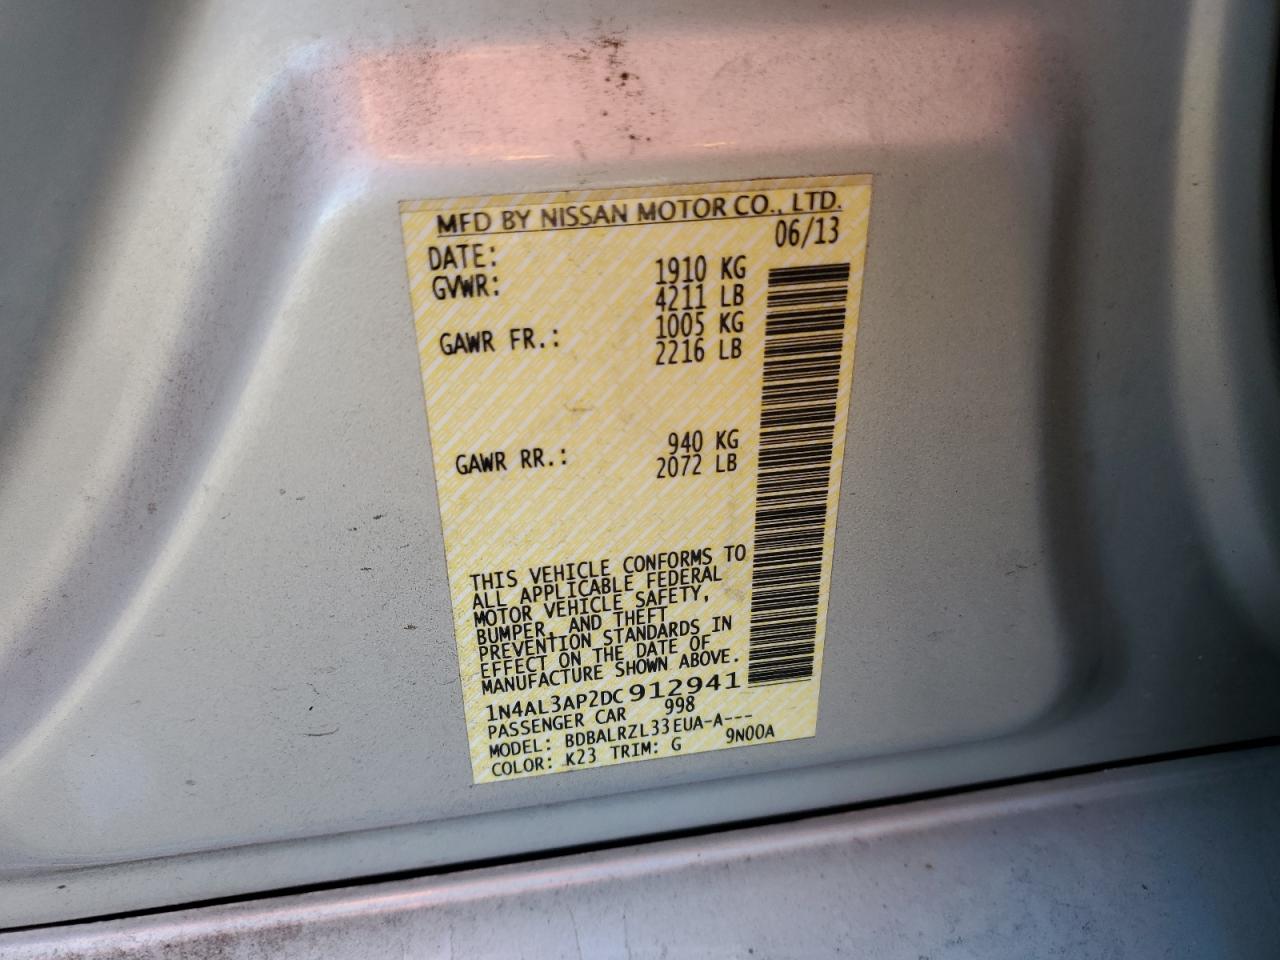 MFD BY NISSAN MOTOR CO., LTD.
DATE: 06/13
GVWR: 1910 KG
4211 LB
GAWR FR.: 1005 KG
2216 LB
GAWR RR.: 940 KG
2072 LB
THIS VEHICLE CONFORMS TO
ALL APPLICABLE FEDERAL
MOTOR VEHICLE SAFETY,
BUMPER, AND THEFT
PREVENTION STANDARDS IN
EFFECT ON THE DATE OF
MANUFACTURE SHOWN ABOVE.
1N4AL3AP2DC912941
PASSENGER CAR 998
MODEL: BDBALRZL33EUA-A---
COLOR: K23 TRIM: G 9N00A